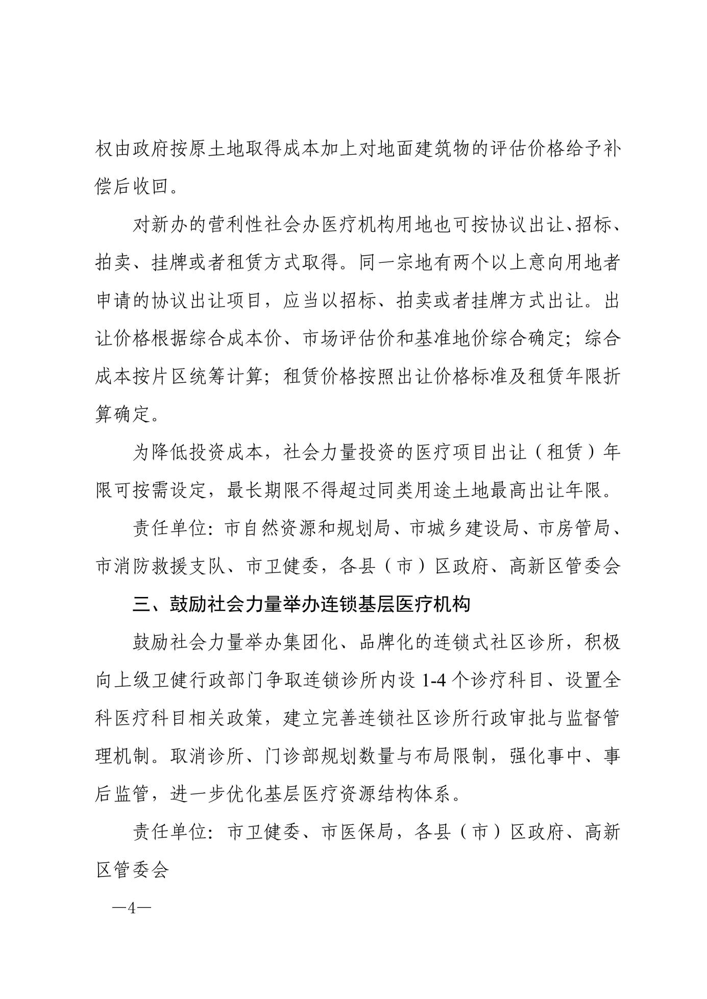 权由政府按原土地取得成本加上对地面建筑物的评估价格给予补
偿后收回。
对新办的营利性社会办医疗机构用地也可按协议出让、招标、
拍卖、挂牌或者租赁方式取得。同一宗地有两个以上意向用地者
申请的协议出让项目，应当以招标、拍卖或者挂牌方式出让。出
让价格根据综合成本价、市场评估价和基准地价综合确定；综合
成本按片区统筹计算；租赁价格按照出让价格标准及租赁年限折
算确定。
为降低投资成本，社会力量投资的医疗项目出让（租赁）年
限可按需设定，最长期限不得超过同类用途土地最高出让年限。
责任单位：市自然资源和规划局、市城乡建设局、市房管局、
市消防救援支队、市卫健委，各县（市）区政府、高新区管委会
三、鼓励社会力量举办连锁基层医疗机构
鼓励社会力量举办集团化、品牌化的连锁式社区诊所，积极
向上级卫健行政部门争取连锁诊所内设 1-4 个诊疗科目、设置全
科医疗科目相关政策，建立完善连锁社区诊所行政审批与监督管
理机制。取消诊所、门诊部规划数量与布局限制，强化事中、事
后监管，进一步优化基层医疗资源结构体系。
责任单位：市卫健委、市医保局，各县（市）区政府、高新
区管委会
—4—